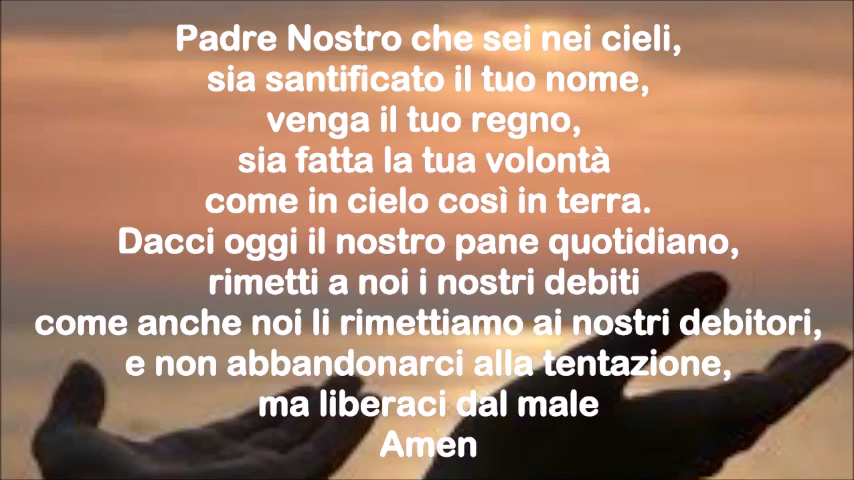 Padre Nostro che sei nei cieli,
sia santificato il tuo nome,
venga il tuo regno,
sia fatta la tua volontà
come in cielo così in terra.
Dacci oggi il nostro pane quotidiano,
rimetti a noi i nostri debiti
come anche noi li rimettiamo ai nostri debitori,
e non abbandonarci alla tentazione,
ma liberaci dal male
Amen